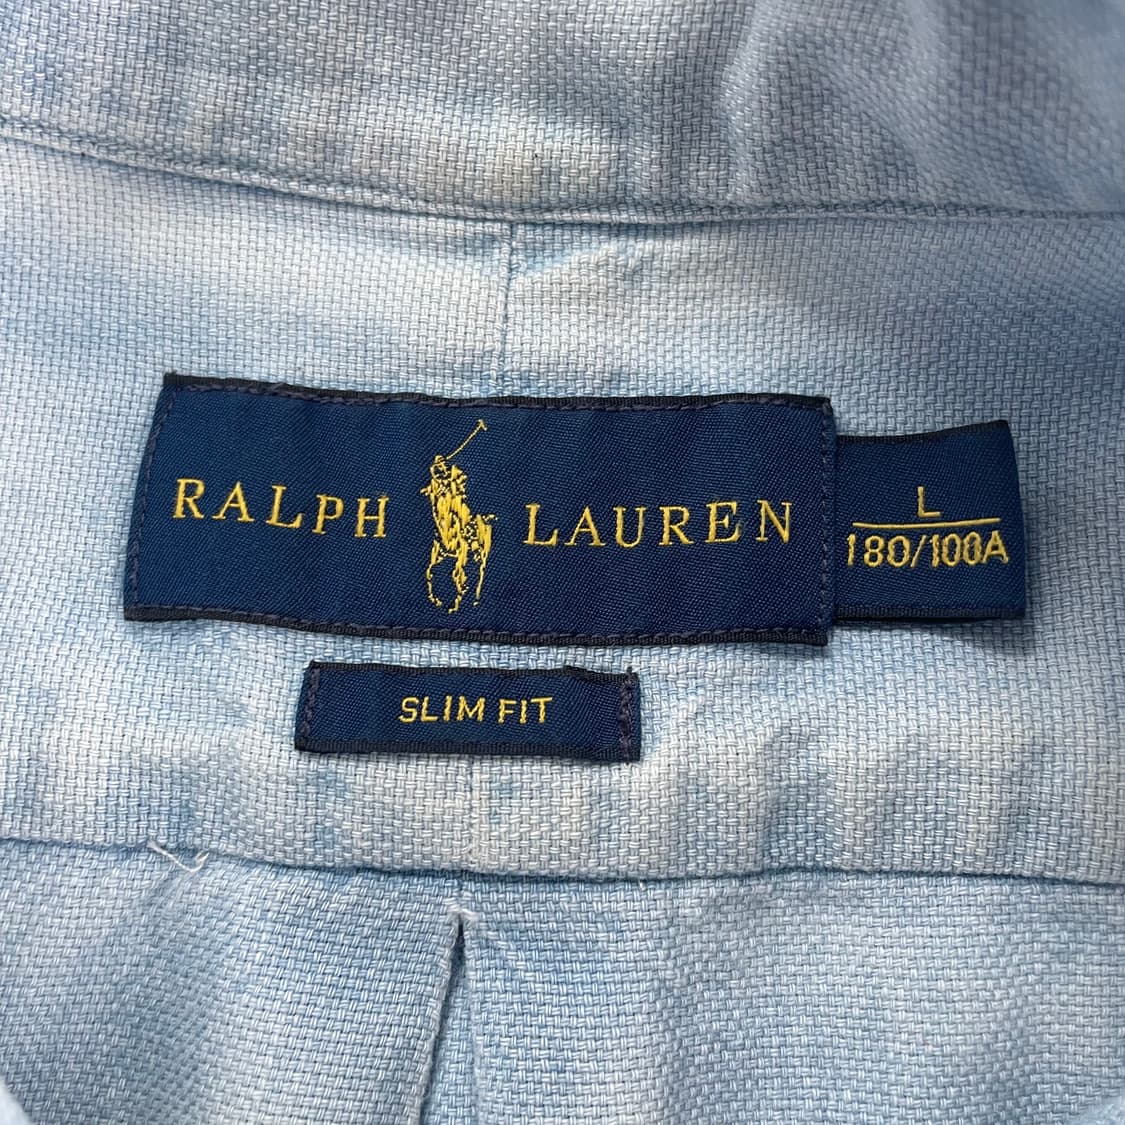 RALPH LAUREN
L
180/100A
SLIM FIT